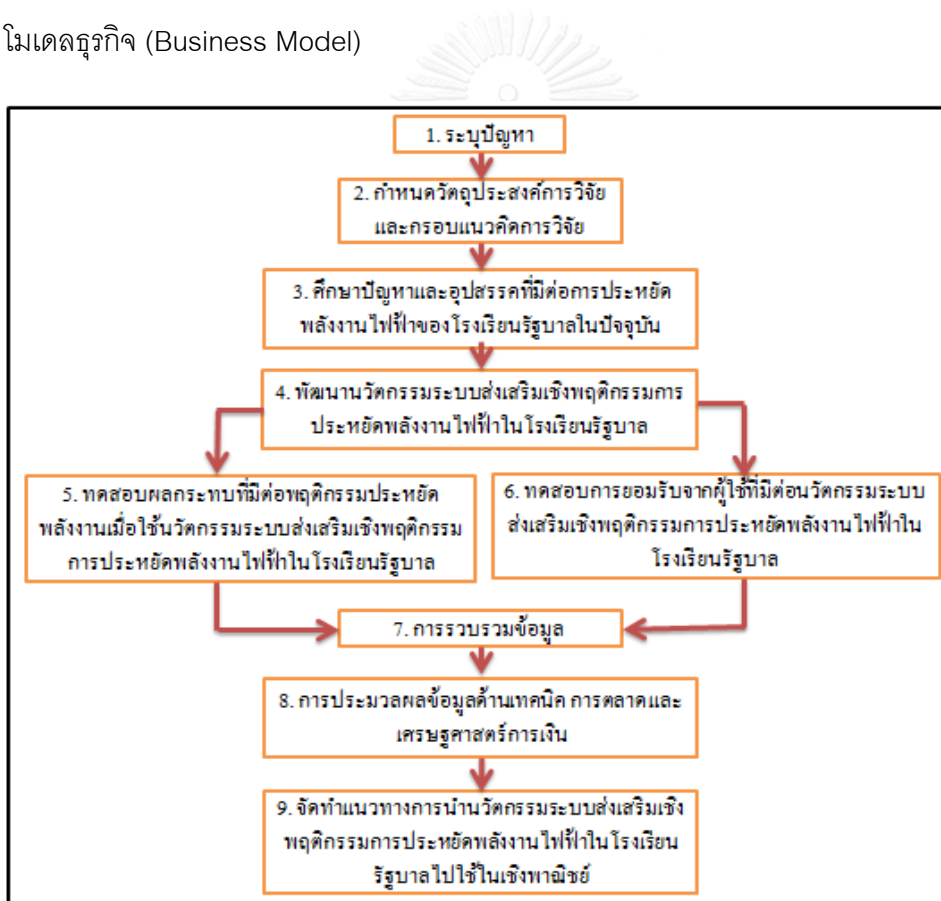 โมเดลธุรกิจ (Business Model)
1. ระบุปัญหา
2. กำหนดวัตถุประสงค์การวิจัย
และกรอบแนวคิดการวิจัย
3. ศึกษาปัญหาและอุปสรรคที่มีต่อการประหยัด
พลังงานไฟฟ้าของโรงเรียนรัฐบาลในปัจจุบัน
4. พัฒนานวัตกรรมระบบส่งเสริมเชิงพฤติกรรมการ
ประหยัดพลังงานไฟฟ้าในโรงเรียนรัฐบาล
5. ทดสอบผลกระทบที่มีต่อพฤติกรรมประหยัด
พลังงานเมื่อใช้นวัตกรรมระบบส่งเสริมเชิงพฤติกรรม
การประหยัดพลังงานไฟฟ้าในโรงเรียนรัฐบาล
6. ทดสอบการยอมรับจากผู้ใช้ที่มีต่อนวัตกรรมระบบ
ส่งเสริมเชิงพฤติกรรมการประหยัดพลังงานไฟฟ้าใน
โรงเรียนรัฐบาล
7. การรวบรวมข้อมูล
8. การประมวลผลข้อมูลด้านเทคนิค การตลาดและ
เศรษฐศาสตร์การเงิน
9. จัดทำแนวทางการนำนวัตกรรมระบบส่งเสริมเชิง
พฤติกรรมการประหยัดพลังงานไฟฟ้าในโรงเรียน
รัฐบาลไปใช้ในเชิงพาณิชย์